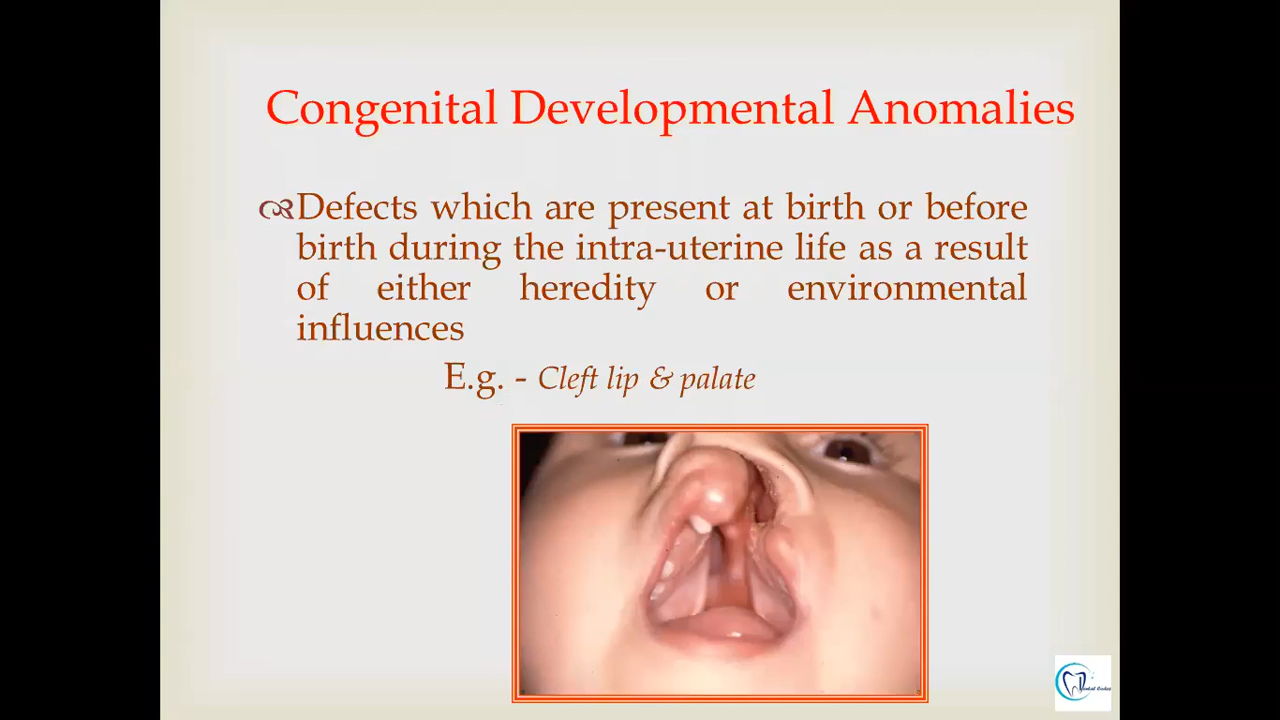 Congenital Developmental Anomalies
Defects which are present at birth or before
birth during the intra-uterine life as a result
of either heredity or environmental
influences
E.g. - Cleft lip & palate